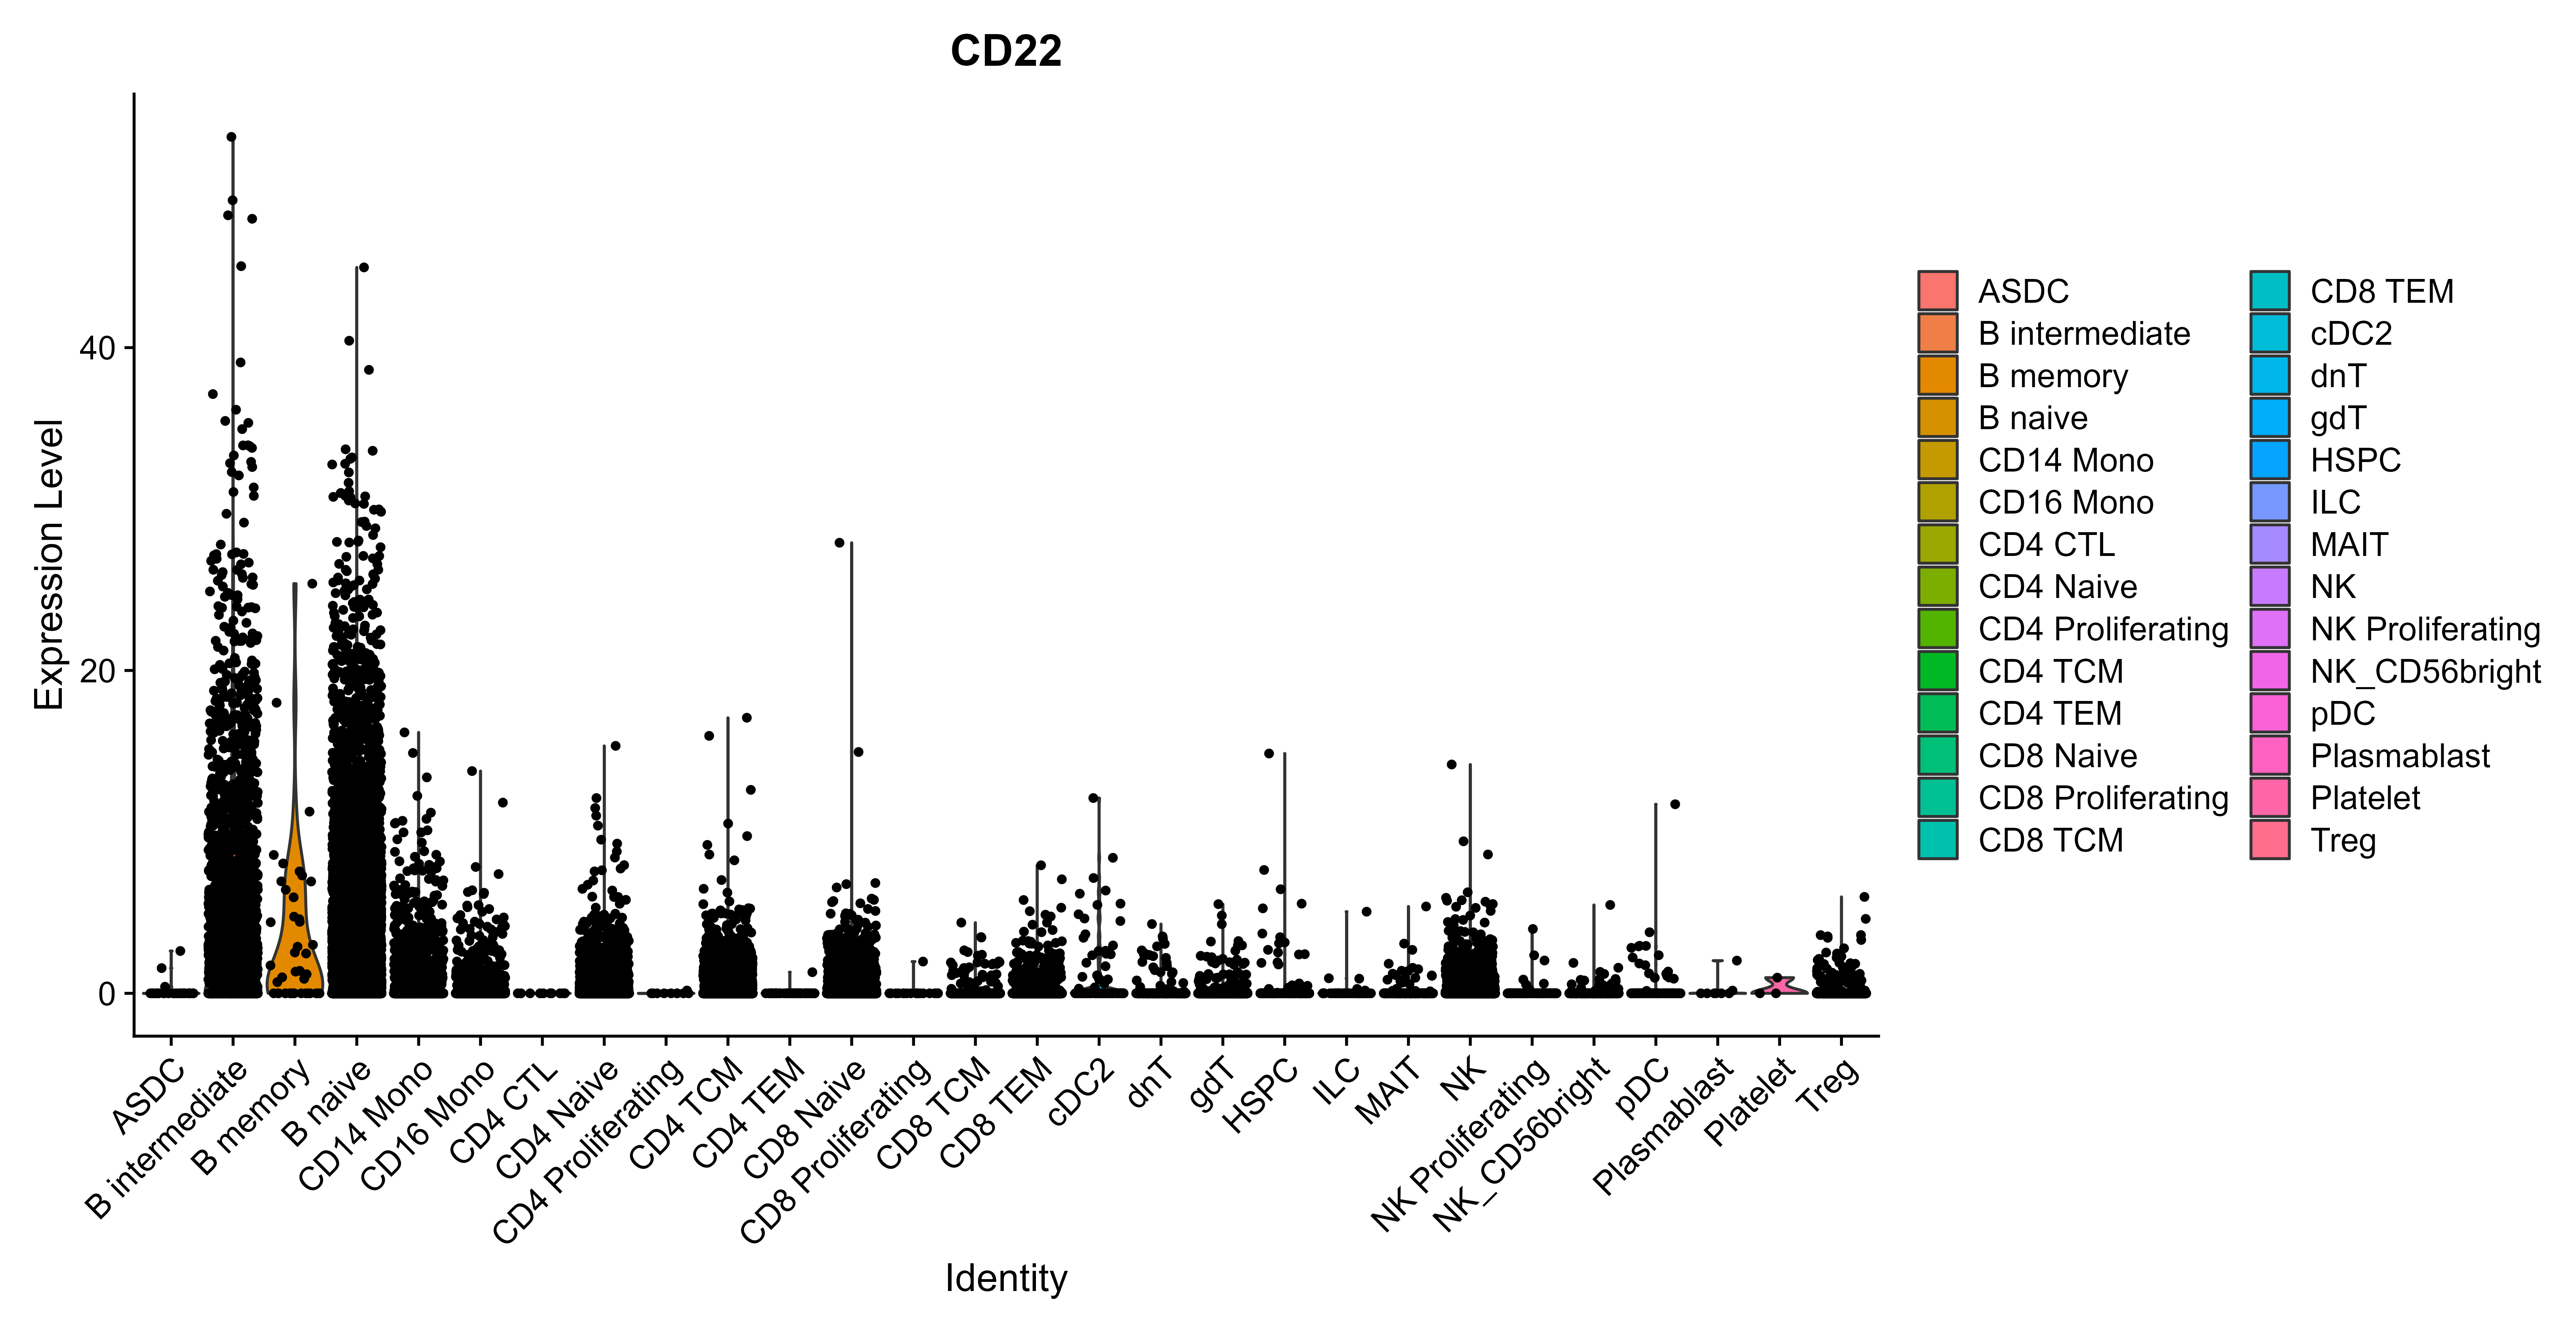 CD22
Expression Level
40
20
0
ASDC
B intermediate
B memory
B naive
CD14 Mono
CD16 Mono
CD4 CTL
CD4 Naive
CD4 Proliferating
CD4 TCM
CD4 TEM
CD8 Naive
CD8 Proliferating
CD8 TCM
CD8 TEM
cDC2
dnT
gdT
HSPC
ILC
MAIT
NK
NK Proliferating
NK_CD56bright
pDC
Plasmablast
Platelet
Treg
Identity
ASDC
B intermediate
B memory
B naive
CD14 Mono
CD16 Mono
CD4 CTL
CD4 Naive
CD4 Proliferating
CD4 TCM
CD4 TEM
CD8 Naive
CD8 Proliferating
CD8 TCM
CD8 TEM
cDC2
dnT
gdT
HSPC
ILC
MAIT
NK
NK Proliferating
NK_CD56bright
pDC
Plasmablast
Platelet
Treg